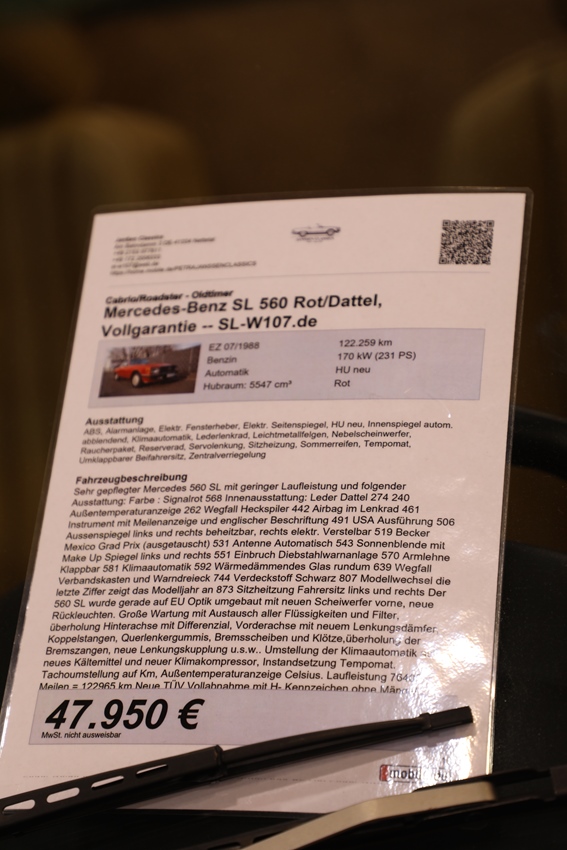 Cabrio/Roadster - Oldtimer
Mercedes-Benz SL 560 Rot/Dattel,
Vollgarantie -- SL-W107.de
EZ 07/1988 122.259 km
Benzin 170 kW (231 PS)
Automatik HU neu
Hubraum: 5547 cm³ Rot
Ausstattung
ABS, Alarmanlage, Elektr. Fensterheber, Elektr. Seitenspiegel, HU neu, Innenspiegel autom.
abblendend, Klimaautomatik, Lederlenkrad, Leichtmetallfelgen, Nebelscheinwerfer,
Raucherpaket, Reserverad, Servolenkung, Sitzheizung, Sommerreifen, Tempomat,
Umklappbarer Beifahrersitz, Zentralverriegelung
Fahrzeugbeschreibung
Sehr gepflegter Mercedes 560 SL mit geringer Laufleistung und folgender
Ausstattung: Farbe : Signalrot 568 Innenausstattung: Leder Dattel 274 240
Außentemperaturanzeige 262 Wegfall Heckspiler 442 Airbag im Lenkrad 461
Instrument mit Meilenanzeige und englischer Beschriftung 491 USA Ausführung 506
Aussenspiegel links und rechts beheitzbar, rechts elektr. Verstelbar 519 Becker
Mexico Grad Prix (ausgetauscht) 531 Antenne Automatisch 543 Sonnenblende mit
Make Up Spiegel links und rechts 551 Einbruch Diebstahlwarnanlage 570 Armlehne
Klappbar 581 Klimaautomatik 592 Wärmedämmendes Glas rundum 639 Wegfall
Verbandskasten und Warndreieck 744 Verdeckstoff Schwarz 807 Modellwechsel die
letzte Ziffer zeigt das Modelljahr an 873 Sitzheitzung Fahrersitz links und rechts Der
560 SL wurde gerade auf EU Optik umgebaut mit neuen Scheiwerfer vorne, neue
Rückleuchten. Große Wartung mit Austausch aller Flüssigkeiten und Filter,
überholung Hinterachse mit Differenzial, Vorderachse mit neuem Lenkungsdämfer
Koppelstangen, Querlenkergummis, Bremsscheiben und Klötze,überholung der
Bremszangen, neue Lenkungskupplung u.s.w.. Umstellung der Klimaautomatik
neues Kältemittel und neuer Klimakompressor, Instandsetzung Tempomat,
Tachoumstellung auf Km, Außentemperaturanzeige Celsius. Laufleistung
Meilen = 122965 km Neue TÜV Vollabnahme mit H- Kennzeichen ohne
47.950 €
MwSt. nicht ausweisbar